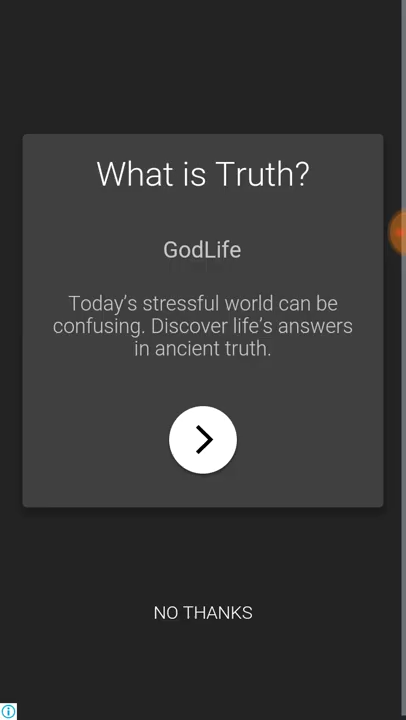 What is Truth?
GodLife
Today's stressful world can be
confusing. Discover life's answers
in ancient truth.
NO THANKS